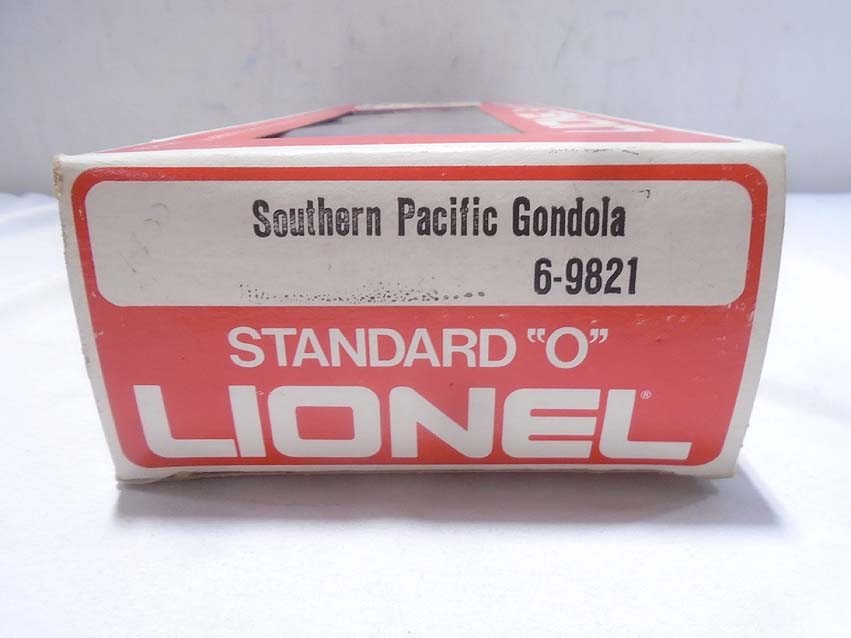 Southern Pacific Gondola
6-9821
STANDARD "O"
LIONEL®